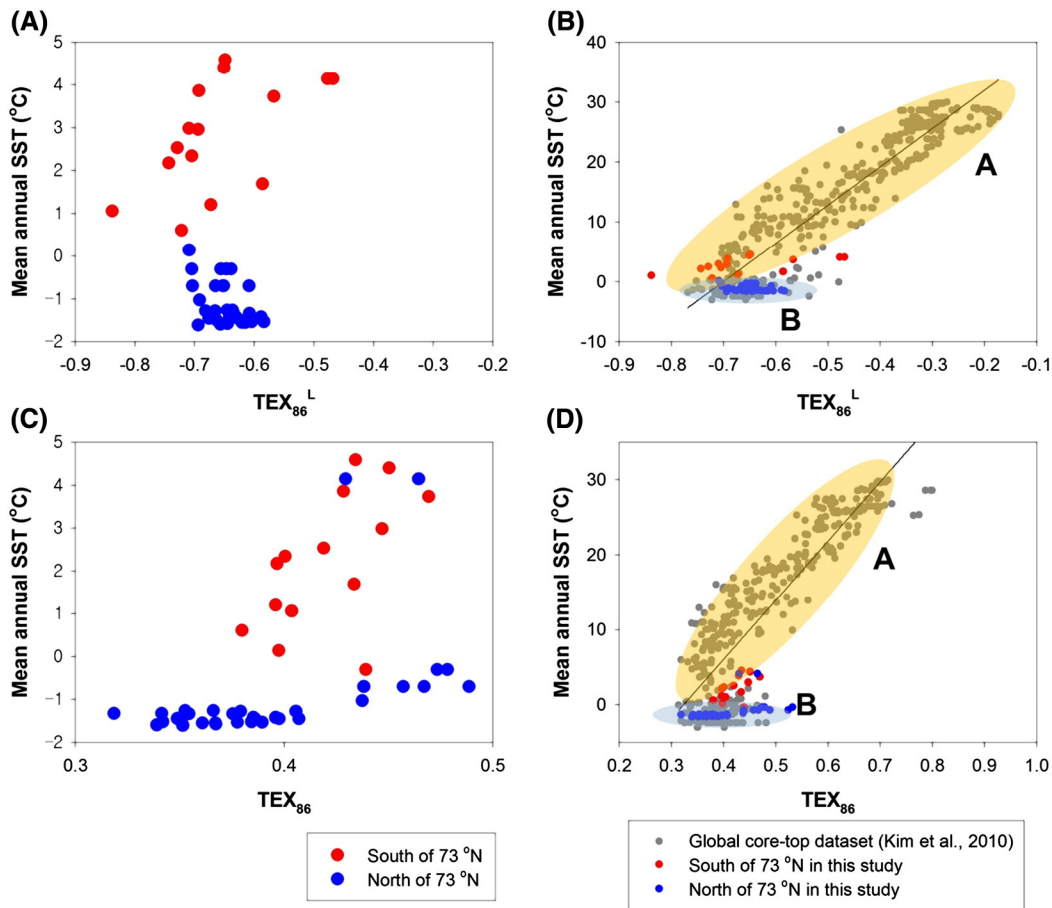 (A)
Mean annual SST (°C)
5
4
3
2
1
0
-1
-2
-0.9 -0.8 -0.7 -0.6 -0.5 -0.4 -0.3 -0.2
TEX86^L
(B)
Mean annual SST (°C)
40
30
20
10
0
-10
A
B
-0.9 -0.8 -0.7 -0.6 -0.5 -0.4 -0.3 -0.2 -0.1
TEX86^L
(C)
Mean annual SST (°C)
5
4
3
2
1
0
-1
-2
0.3 0.4 0.5
TEX86
South of 73 °N
North of 73 °N
(D)
Mean annual SST (°C)
30
20
10
0
A
B
0.2 0.3 0.4 0.5 0.6 0.7 0.8 0.9 1.0
TEX86
Global core-top dataset (Kim et al., 2010)
South of 73 °N in this study
North of 73 °N in this study